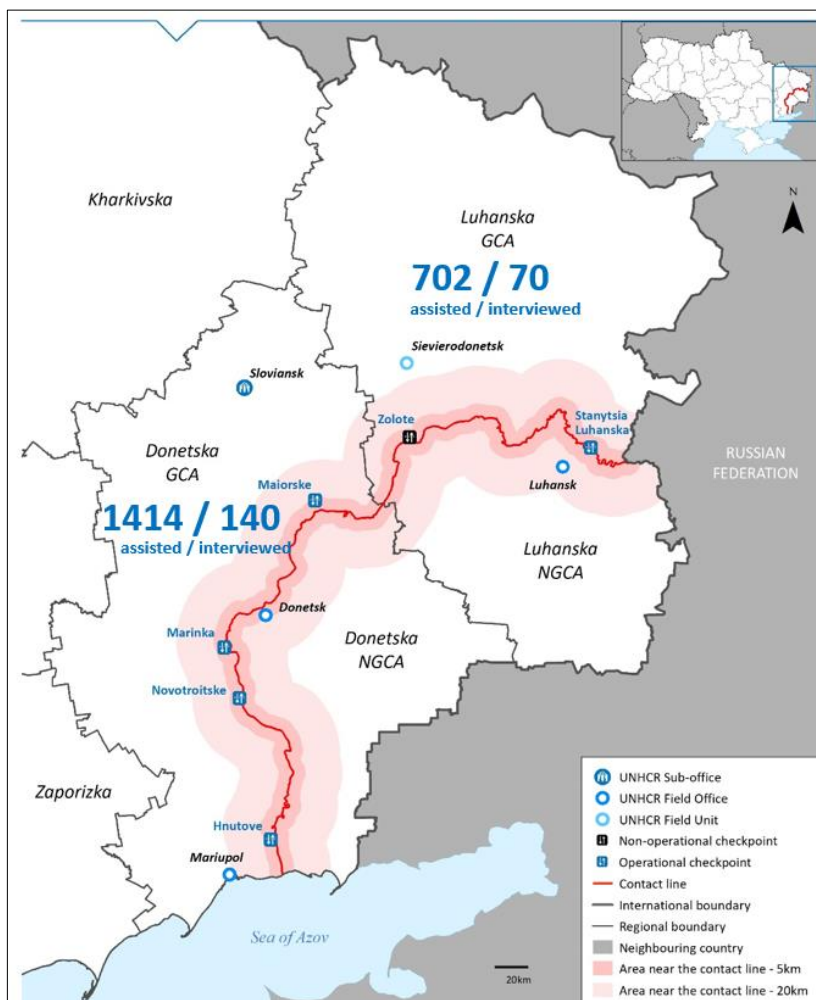 N
Kharkivska
Luhanska
GCA
702 / 70
assisted / interviewed
Sievierodonetsk
Sloviansk
Zolote
Stanytsia
Luhanska
RUSSIAN
FEDERATION
Donetska
GCA
Maiorske
Luhansk
1414 / 140
assisted / interviewed
Luhanska
NGCA
Donetsk
Marinka
Donetska
NGCA
Novotroitske
Zaporizka
Hnutove
Mariupol
Sea of Azov
20km
UNHCR Sub-office
UNHCR Field Office
UNHCR Field Unit
Non-operational checkpoint
Operational checkpoint
Contact line
International boundary
Regional boundary
Neighbouring country
Area near the contact line - 5km
Area near the contact line - 20km